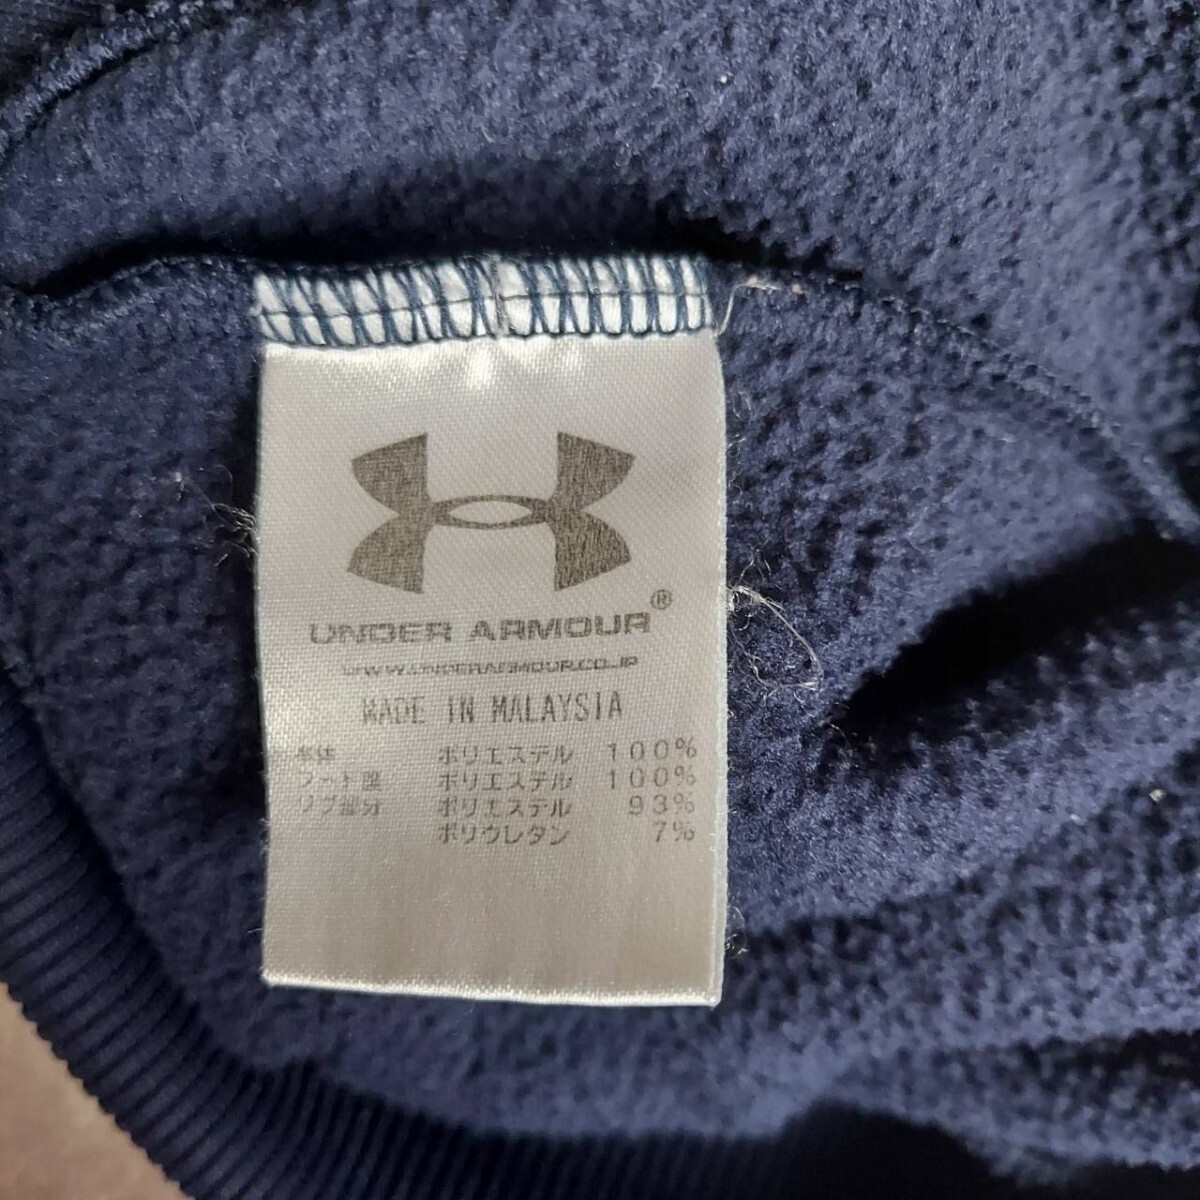 UNDER ARMOUR®
WWW.UNDERARMOUR.CO.JP
MADE IN MALAYSIA
本体 ポリエステル 100%
フード裏 ポリエステル 100%
リブ部分 ポリエステル 93%
ポリウレタン 7%